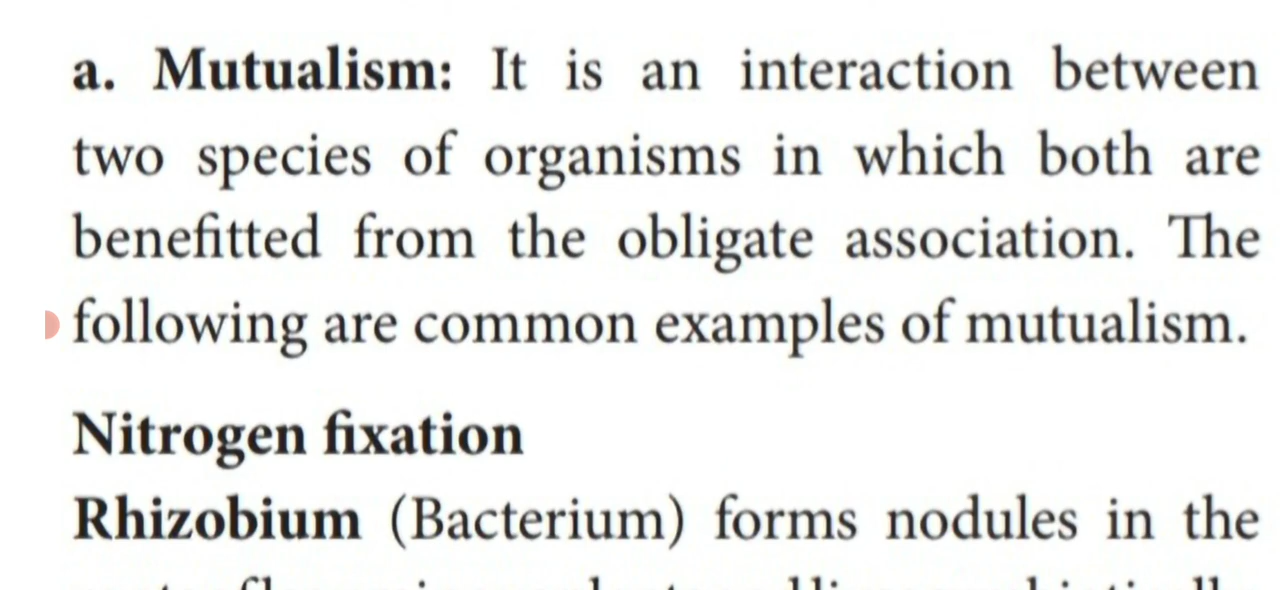 a. Mutualism: It is an interaction between
two species of organisms in which both are
benefitted from the obligate association. The
following are common examples of mutualism.
Nitrogen fixation
Rhizobium (Bacterium) forms nodules in the